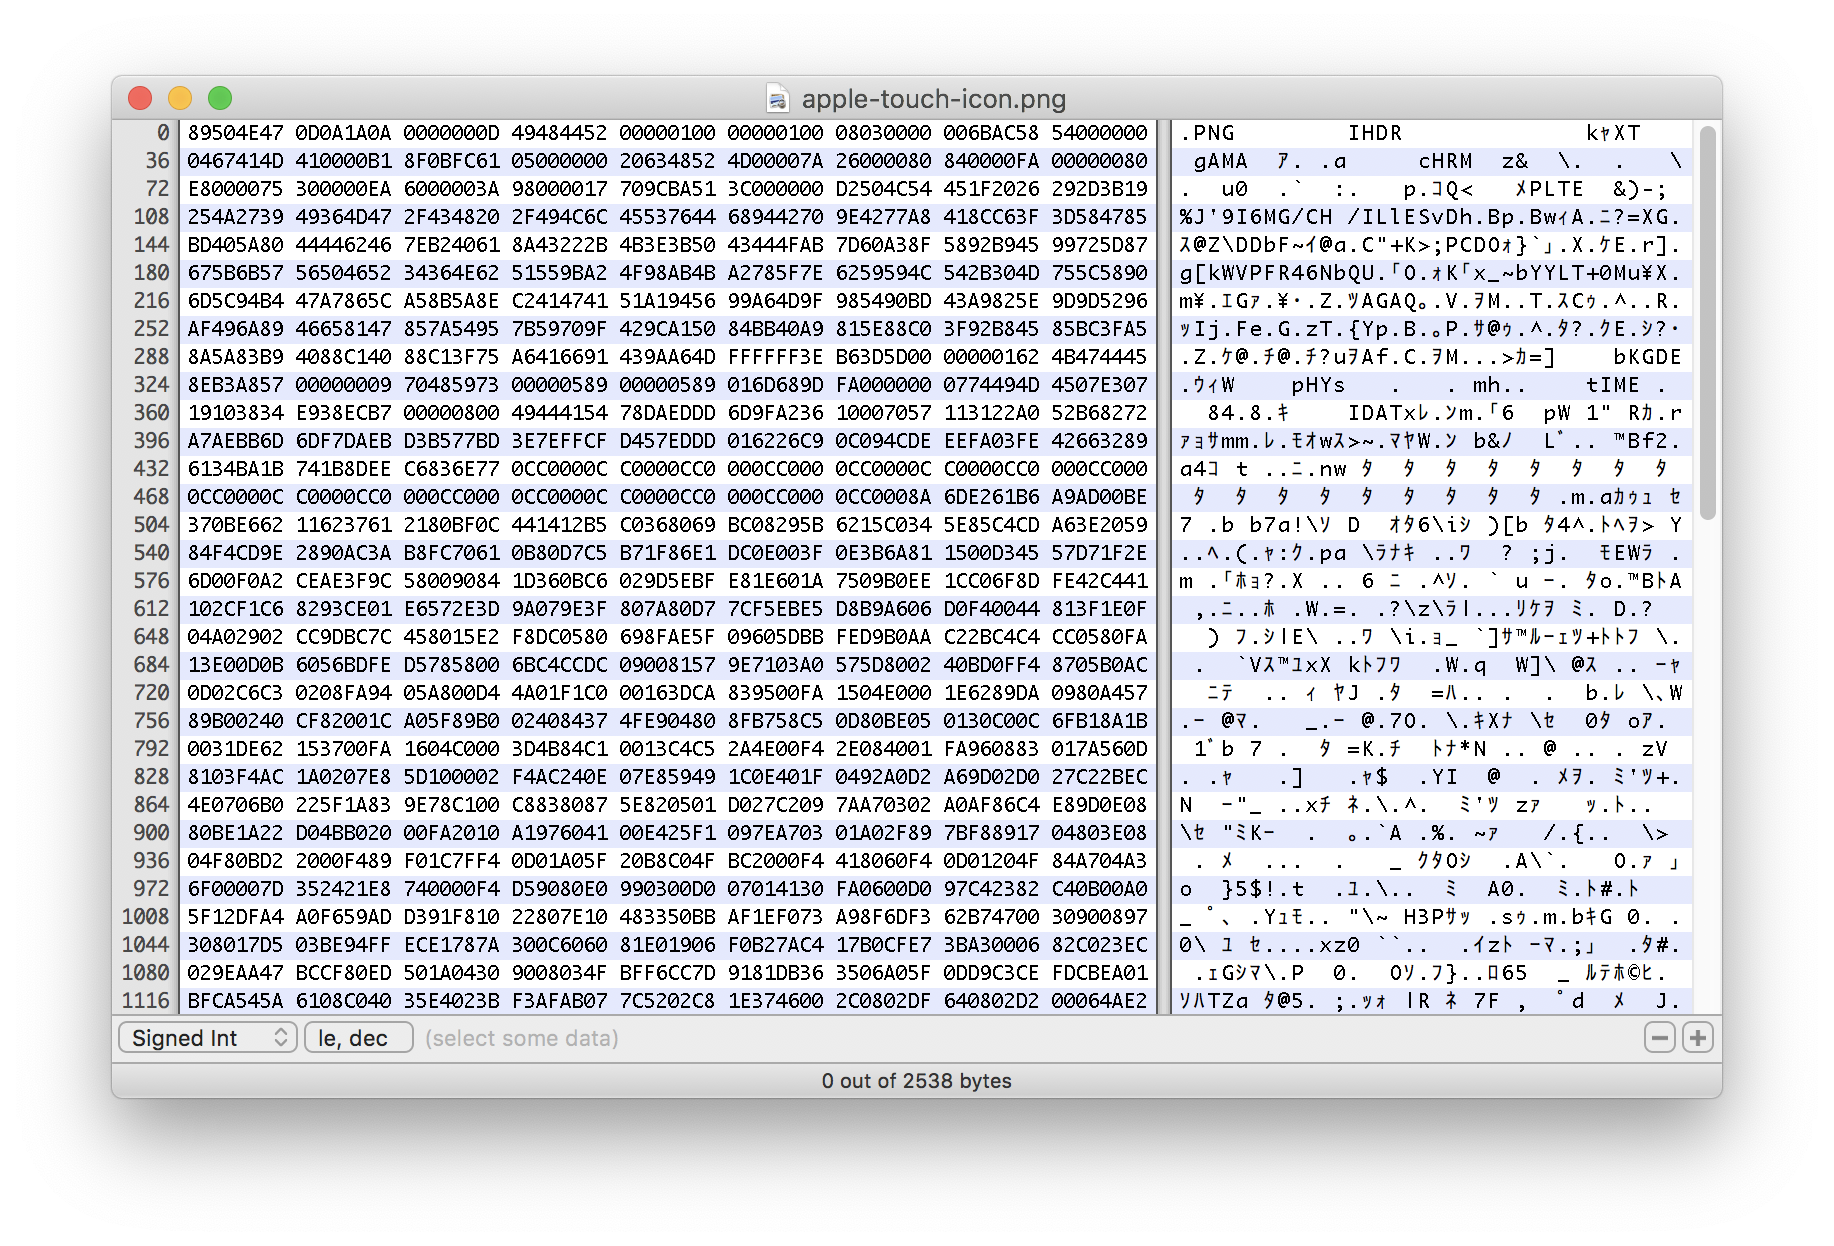 apple-touch-icon.png
0 89504E47 0D0A1A0A 0000000D 49484452 00000100 00000100 08030000 006BAC58 54000000 .PNG IHDR kャXT
36 0467414D 410000B1 8F0BFC61 05000000 20634852 4D00007A 26000080 840000FA 00000080 gAMA ア. .a cHRM z& \. . \
72 E8000075 300000EA 6000003A 98000017 709CBA51 3C000000 D2504C54 451F2026 292D3B19 . u0 .` :. p.コQ< メPLTE &)-;
108 254A2739 49364D47 2F434820 2F494C6C 45537644 68944270 9E4277A8 418CC63F 3D584785 %J'9I6MG/CH /ILlESvDh.Bp.BwィA.ニ?=XG.
144 BD405A80 44446246 7EB24061 8A43222B 4B3E3B50 43444FAB 7D60A38F 5892B945 99725D87 ス@Z\DDbF~イ@a.C"+K>;PCDOォ}`」.X.ケE.r].
180 675B6B57 56504652 34364E62 51559BA2 4F98AB4B A2785F7E 6259594C 542B304D 755C5890 g[kWVPFR46NbQU.「O.ォK「x_~bYYLT+0Mu¥X.
216 6D5C94B4 47A7865C A58B5A8E C2414741 51A19456 99A64D9F 985490BD 43A9825E 9D9D5296 m¥.エGァ.¥・.Z.ツAGAQ。.V.ヲM..T.スCゥ.^..R.
252 AF496A89 46658147 857A5495 7B59709F 429CA150 84BB40A9 815E88C0 3F92B845 85BC3FA5 ッIj.Fe.G.zT.{Yp.B.。P.サ@ゥ.^.タ?.クE.シ?・
288 8A5A83B9 4088C140 88C13F75 A6416691 439AA64D FFFFFF3E B63D5D00 00000162 4B474445 .Z.ケ@.チ@.チ?uヲAf.C.ヲM...>カ=] bKGDE
324 8EB3A857 00000009 70485973 00000589 00000589 016D689D FA000000 0774494D 4507E307 .ウィW pHYs . . mh.. tIME .
360 19103834 E938ECB7 00000800 49444154 78DAEDDD 6D9FA236 10007057 113122A0 52B68272 84.8.キ IDATxレ.ンm.「6 pW 1" Rカ.r
396 A7AEBB6D 6DF7DAEB D3B577BD 3E7EFFCF D457EDDD 016226C9 0C094CDE EEFA03FE 42663289 ァョサmm.レ.モオwス>~.マヤW.ン b&ノ L゙.. ™Bf2.
432 6134BA1B 741B8DEE C6836E77 0CC0000C C0000CC0 000CC000 0CC0000C C0000CC0 000CC000 a4コ t ..ニ.nw タ タ タ タ タ タ タ タ
468 0CC0000C C0000CC0 000CC000 0CC0000C C0000CC0 000CC000 0CC0008A 6DE261B6 A9AD00BE タ タ タ タ タ タ タ タ タ .m.aカゥュ セ
504 370BE662 11623761 2180BF0C 441412B5 C0368069 BC08295B 6215C034 5E85C4CD A63E2059 7 .b b7a!\ソ D オタ6\iシ )[b タ4^.トヘヲ> Y
540 84F4CD9E 2890AC3A B8FC7061 0B80D7C5 B71F86E1 DC0E003F 0E3B6A81 1500D345 57D71F2E ..ヘ.(.ャ:ク.pa \ラナキ ..ワ ? ;j. モEWラ .
576 6D00F0A2 CEAE3F9C 58009084 1D360BC6 029D5EBF E81E601A 7509B0EE 1CC06F8D FE42C441 m .「ホョ?.X .. 6 ニ .^ソ. ` u ー. タo.™BトA
612 102CF1C6 8293CE01 E6572E3D 9A079E3F 807A80D7 7CF5EBE5 D8B9A606 D0F40044 813F1E0F ,.ニ..ホ .W.=. .?\z\ラ|...リケヲ ミ. D.?
648 04A02902 CC9DBC7C 458015E2 F8DC0580 698FAE5F 09605DBB FED9B0AA C22BC4C4 CC0580FA ) フ.シ|E\ ..ワ \i.ョ_ `]サ™ルーェツ+トトフ \.
684 13E00D0B 6056BDFE D5785800 6BC4CCDC 09008159 9E7103A0 575D8002 40BD0FF4 8705B0AC . `Vス™ユxX kトフワ .W.q W]\ @ス .. ーャ
720 0D02C6C3 0208FA94 05A800D4 4A01F1C0 00163DCA 839500FA 1504E000 1E6289DA 0980A457 ニテ .. ィ ヤJ .タ =ハ.. . . b.レ \、W
756 89B00240 CF82001C A05F89B0 02408437 4FE90480 8FB758C5 0D80BE05 0130C00C 6FB18A1B .ー @マ. _.ー @.7O. \.キXナ \セ 0タ oア.
792 0031DE62 153700FA 1604C000 3D4B84C1 0013C4C5 2A4E00F4 2E084001 FA960883 017A560D 1゙b 7 . タ =K.チ トナ*N .. @ .. . zV
828 8103F4AC 1A0207E8 5D100002 F4AC240E 07E85949 1C0E401F 0492A0D2 A69D02D0 27C22BEC . .ャ .] .ャ$ .YI @ . メヲ. ミ'ツ+.
864 4E0706B0 225F1A83 9E78C100 C8838087 5E820501 D027C209 7AA70302 A0AF86C4 E89D0E08 N ー"_ ..xチ ネ.\.^. ミ'ツ zァ ッ.ト..
900 80BE1A22 D04BB020 00FA2010 A1976041 00E425F1 097EA703 01A02F89 7BF88917 04803E08 \セ "ミKー . 。.`A .%. ~ァ /.{.. \>
936 04F80BD2 2000F489 F01C7FF4 0D01A05F 20B8C04F BC2000F4 418060F4 0D01204F 84A704A3 . メ ... . _ クタOシ .A\`. O.ァ 」
972 6F00007D 352421E8 740000F4 D59080E0 990300D0 07014130 FA0600D0 97C42382 C40B00A0 o }5$!.t .ユ.\.. ミ A0. ミ.ト#.ト
1008 5F12DFA4 A0F659AD D391F810 22807E10 483350BB AF1EF073 A98F6DF3 62B74700 30900897 _ ゚、 .Yュモ.. "\~ H3Pサッ .sゥ.m.bキG 0. .
1044 308017D5 03BE94FF ECE1787A 300C6060 81E01906 F0B27AC4 17B0CFE7 3BA30006 82C023EC 0\ ユ セ....xz0 ``.. .イzト ーマ.;」 .タ#.
1080 029EAA47 BCCF80ED 501A0430 9008034F BFF6CC7D 9181DB36 3506A05F 0DD9C3CE FDCBEA01 .ェGシマ\.P 0. Oソ.フ}..ロ65 _ ルテホ©ヒ.
1116 BFCA545A 6108C040 35E4023B F3AFAB07 7C5202C8 1E374600 2C0802DF 640802D2 00064AE2 ソハTZa タ@5. ;.ッォ |R ネ 7F , ゚d メ J.
Signed Int le, dec (select some data)
0 out of 2538 bytes